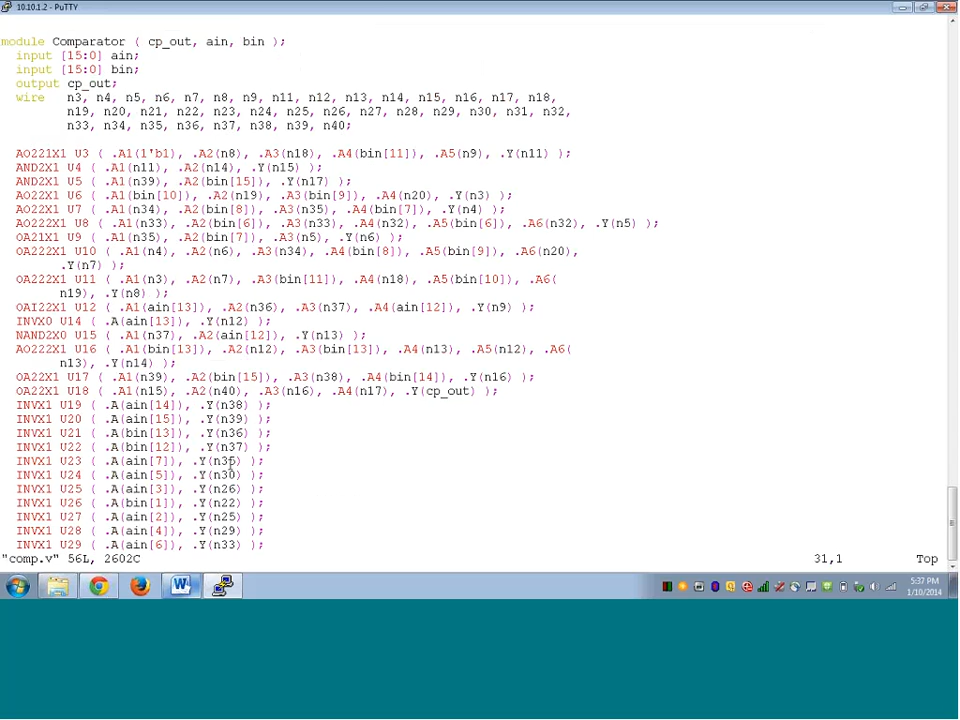 10.10.1.2 - PuTTY
module Comparator ( cp_out, ain, bin );
input [15:0] ain;
input [15:0] bin;
output cp_out;
wire n3, n4, n5, n6, n7, n8, n9, n11, n12, n13, n14, n15, n16, n17, n18,
n19, n20, n21, n22, n23, n24, n25, n26, n27, n28, n29, n30, n31, n32,
n33, n34, n35, n36, n37, n38, n39, n40;
AO221X1 U3 ( .A1(1'b1), .A2(n8), .A3(n18), .A4(bin[11]), .A5(n9), .Y(n11) );
AND2X1 U4 ( .A1(n11), .A2(n14), .Y(n15) );
AND2X1 U5 ( .A1(n39), .A2(bin[15]), .Y(n17) );
AO22X1 U6 ( .A1(bin[10]), .A2(n19), .A3(bin[9]), .A4(n20), .Y(n3) );
AO22X1 U7 ( .A1(n34), .A2(bin[8]), .A3(n35), .A4(bin[7]), .Y(n4) );
AO222X1 U8 ( .A1(n33), .A2(bin[6]), .A3(n33), .A4(n32), .A5(bin[6]), .A6(n32), .Y(n5) );
OA21X1 U9 ( .A1(n35), .A2(bin[7]), .A3(n5), .Y(n6) );
OA222X1 U10 ( .A1(n4), .A2(n6), .A3(n34), .A4(bin[8]), .A5(bin[9]), .A6(n20),
.Y(n7) );
OA222X1 U11 ( .A1(n3), .A2(n7), .A3(bin[11]), .A4(n18), .A5(bin[10]), .A6(
n19), .Y(n8) );
OAI22X1 U12 ( .A1(ain[13]), .A2(n36), .A3(n37), .A4(ain[12]), .Y(n9) );
INVX0 U14 ( .A(ain[13]), .Y(n12) );
NAND2X0 U15 ( .A1(n37), .A2(ain[12]), .Y(n13) );
AO222X1 U16 ( .A1(bin[13]), .A2(n12), .A3(bin[13]), .A4(n13), .A5(n12), .A6(
n13), .Y(n14) );
OA22X1 U17 ( .A1(n39), .A2(bin[15]), .A3(n38), .A4(bin[14]), .Y(n16) );
OA22X1 U18 ( .A1(n15), .A2(n40), .A3(n16), .A4(n17), .Y(cp_out) );
INVX1 U19 ( .A(ain[14]), .Y(n38) );
INVX1 U20 ( .A(ain[15]), .Y(n39) );
INVX1 U21 ( .A(bin[13]), .Y(n36) );
INVX1 U22 ( .A(bin[12]), .Y(n37) );
INVX1 U23 ( .A(ain[7]), .Y(n35) );
INVX1 U24 ( .A(ain[5]), .Y(n30) );
INVX1 U25 ( .A(ain[3]), .Y(n26) );
INVX1 U26 ( .A(bin[1]), .Y(n22) );
INVX1 U27 ( .A(ain[2]), .Y(n25) );
INVX1 U28 ( .A(ain[4]), .Y(n29) );
INVX1 U29 ( .A(ain[6]), .Y(n33) );
"comp.v" 56L, 2602C 31,1 Top
5:37 PM
1/10/2014